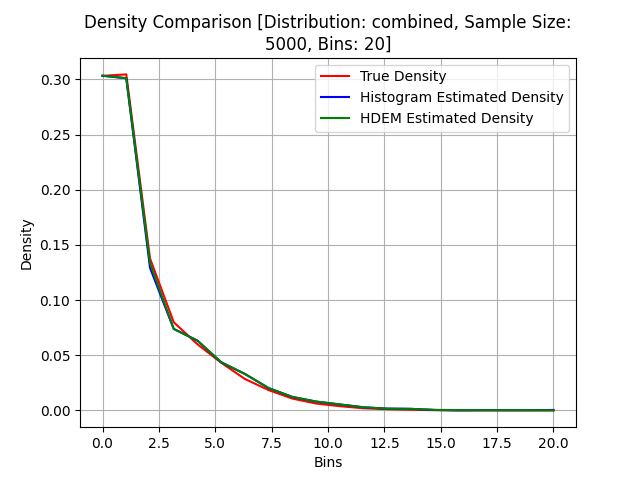 Density Comparison [Distribution: combined, Sample Size:
5000, Bins: 20]
True Density
Histogram Estimated Density
HDEM Estimated Density
Density
0.30
0.25
0.20
0.15
0.10
0.05
0.00
0.0 2.5 5.0 7.5 10.0 12.5 15.0 17.5 20.0
Bins